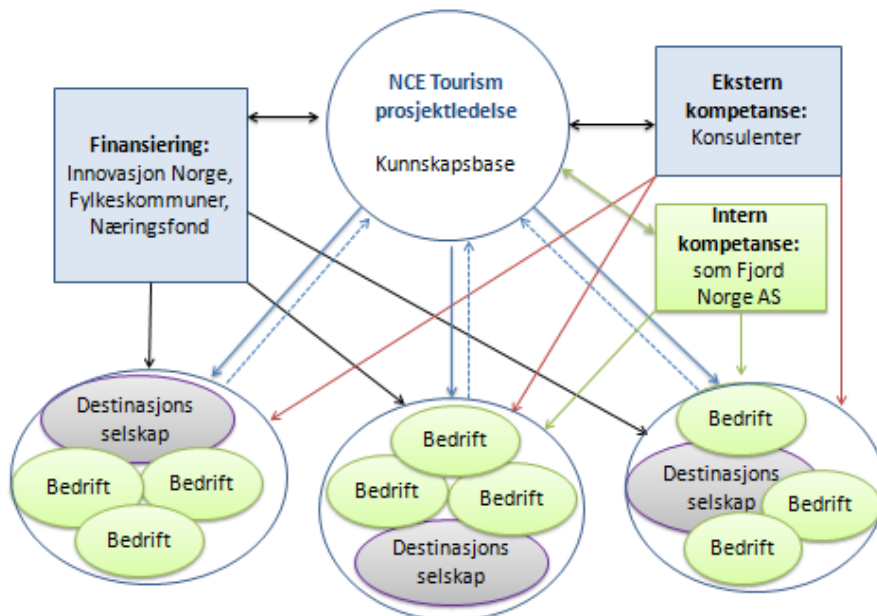 NCE Tourism
prosjektledelse
Kunnskapsbase
Finansiering:
Innovasjon Norge,
Fylkeskommuner,
Næringsfond
Ekstern
kompetanse:
Konsulenter
Intern
kompetanse:
som Fjord
Norge AS
Destinasjons
selskap
Bedrift
Bedrift
Bedrift
Bedrift
Bedrift
Bedrift
Destinasjons
selskap
Bedrift
Destinasjons
selskap
Bedrift
Bedrift